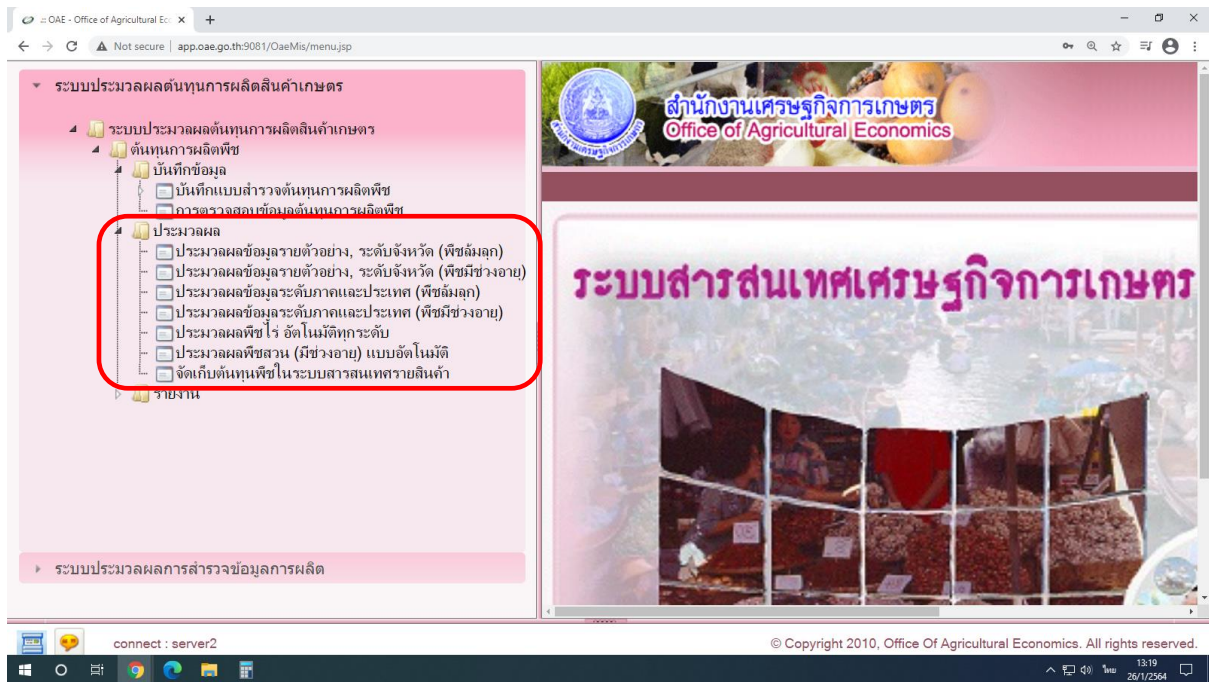 .:: OAE - Office of Agricultural Ec
Not secure | app.oae.go.th:9081/OaeMis/menu.jsp
ระบบประมวลผลต้นทุนการผลิตสินค้าเกษตร
ระบบประมวลผลต้นทุนการผลิตสินค้าเกษตร
ต้นทุนการผลิตพืช
บันทึกข้อมูล
บันทึกแบบสำรวจต้นทุนการผลิตพืช
การตรวจสอบข้อมูลต้นทุนการผลิตพืช
ประมวลผล
ประมวลผลข้อมูลรายตัวอย่าง, ระดับจังหวัด (พืชล้มลุก)
ประมวลผลข้อมูลรายตัวอย่าง, ระดับจังหวัด (พืชมีช่วงอายุ)
ประมวลผลข้อมูลระดับภาคและประเทศ (พืชล้มลุก)
ประมวลผลข้อมูลระดับภาคและประเทศ (พืชมีช่วงอายุ)
ประมวลผลพืชไร่ อัตโนมัติทุกระดับ
ประมวลผลพืชสวน (มีช่วงอายุ) แบบอัตโนมัติ
จัดเก็บต้นทุนพืชในระบบสารสนเทศรายสินค้า
รายงาน
ระบบประมวลผลการสำรวจข้อมูลการผลิต
สำนักงานเศรษฐกิจการเกษตร
Office of Agricultural Economics
ระบบสารสนเทศเศรษฐกิจการเกษตร
connect : server2
© Copyright 2010, Office Of Agricultural Economics. All rights reserved.
ไทย
13:19
26/1/2564